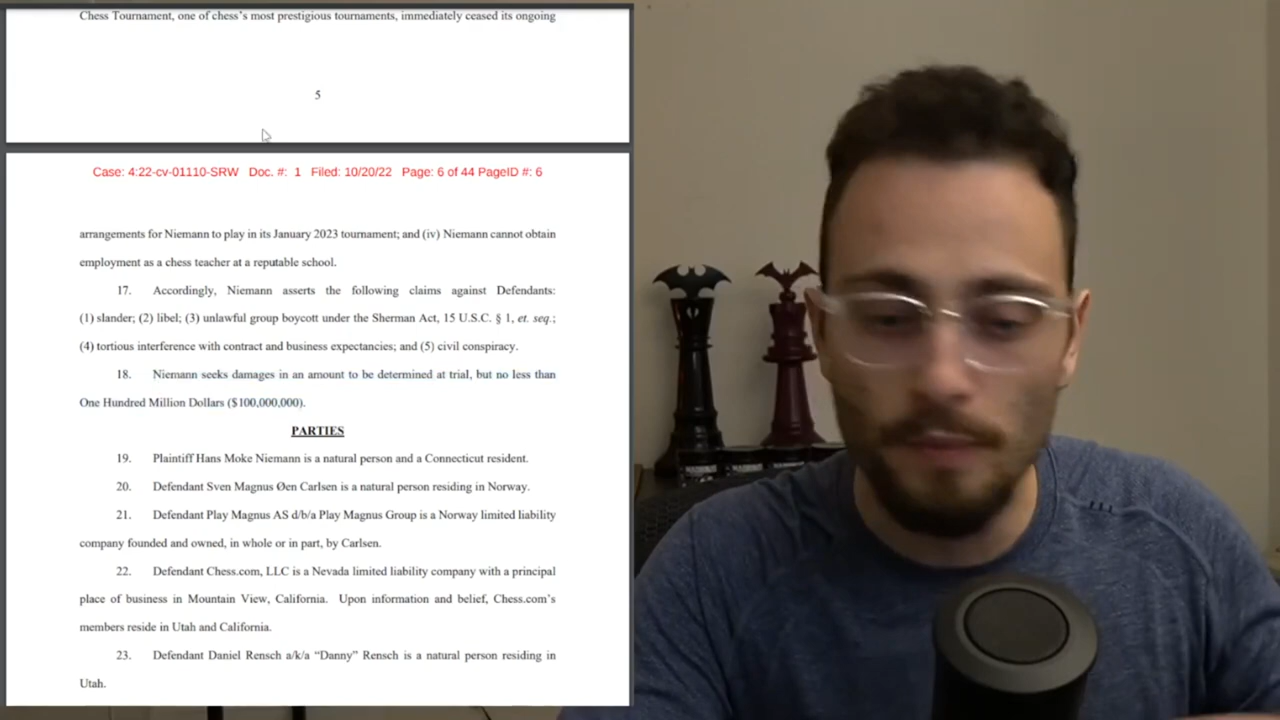 Chess Tournament, one of chess's most prestigious tournaments, immediately ceased its ongoing
5
Case: 4:22-cv-01110-SRW Doc. #: 1 Filed: 10/20/22 Page: 6 of 44 PageID #: 6
arrangements for Niemann to play in its January 2023 tournament; and (iv) Niemann cannot obtain
employment as a chess teacher at a reputable school.
17. Accordingly, Niemann asserts the following claims against Defendants:
(1) slander; (2) libel; (3) unlawful group boycott under the Sherman Act, 15 U.S.C. § 1, et. seq.;
(4) tortious interference with contract and business expectancies; and (5) civil conspiracy.
18. Niemann seeks damages in an amount to be determined at trial, but no less than
One Hundred Million Dollars ($100,000,000).
PARTIES
19. Plaintiff Hans Moke Niemann is a natural person and a Connecticut resident.
20. Defendant Sven Magnus Øen Carlsen is a natural person residing in Norway.
21. Defendant Play Magnus AS d/b/a Play Magnus Group is a Norway limited liability
company founded and owned, in whole or in part, by Carlsen.
22. Defendant Chess.com, LLC is a Nevada limited liability company with a principal
place of business in Mountain View, California. Upon information and belief, Chess.com's
members reside in Utah and California.
23. Defendant Daniel Rensch a/k/a “Danny” Rensch is a natural person residing in
Utah.